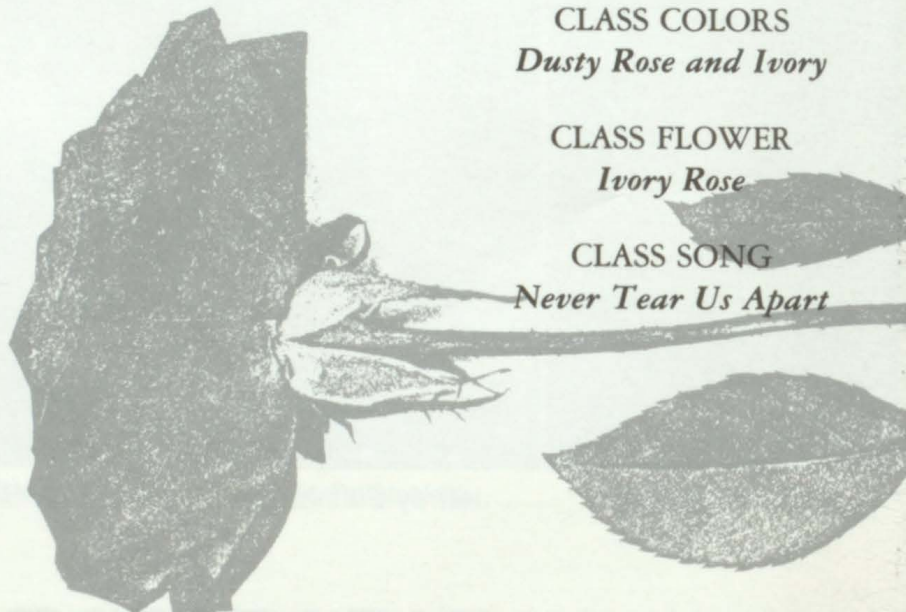 CLASS COLORS
Dusty Rose and Ivory
CLASS FLOWER
Ivory Rose
CLASS SONG
Never Tear Us Apart